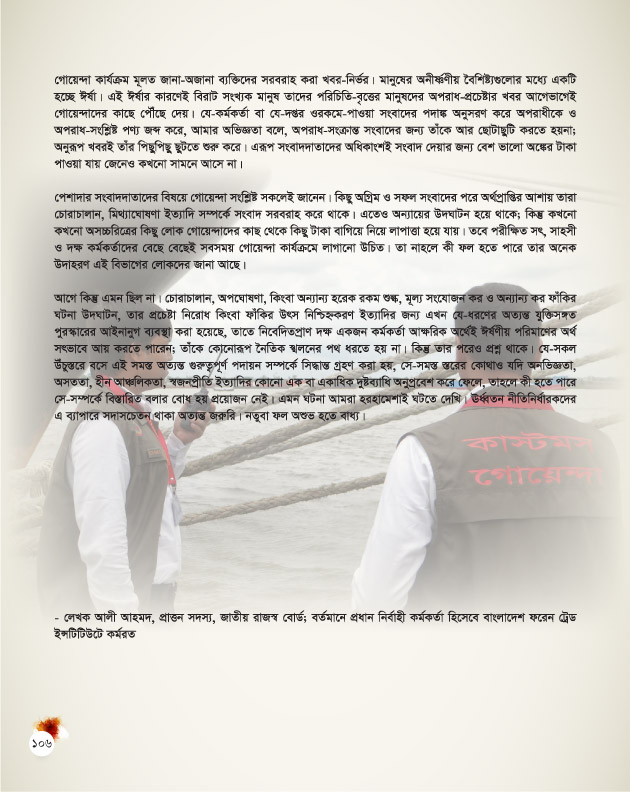 গোয়েন্দা কার্যক্রম মূলত জানা-অজানা ব্যক্তিদের সরবরাহ করা খবর-নির্ভর। মানুষের অনীর্ষণীয় বৈশিষ্ট্যগুলোর মধ্যে একটি
হচ্ছে ঈর্ষা। এই ঈর্ষার কারণেই বিরাট সংখ্যক মানুষ তাদের পরিচিতি-বৃত্তের মানুষদের অপরাধ-প্রচেষ্টার খবর আগেভাগেই
গোয়েন্দাদের কাছে পৌঁছে দেয়। যে-কর্মকর্তা বা যে-দপ্তর ওরকমে-পাওয়া সংবাদের পদাঙ্ক অনুসরণ করে অপরাধীকে ও
অপরাধ-সংশ্লিষ্ট পণ্য জব্দ করে, আমার অভিজ্ঞতা বলে, অপরাধ-সংক্রান্ত সংবাদের জন্য তাঁকে আর ছোটাছুটি করতে হয়না;
অনুরূপ খবরই তাঁর পিছুপিছু ছুটতে শুরু করে। এরূপ সংবাদদাতাদের অধিকাংশই সংবাদ দেয়ার জন্য বেশ ভালো অঙ্কের টাকা
পাওয়া যায় জেনেও কখনো সামনে আসে না।
পেশাদার সংবাদদাতাদের বিষয়ে গোয়েন্দা সংশ্লিষ্ট সকলেই জানেন। কিছু অগ্রিম ও সফল সংবাদের পরে অর্থপ্রাপ্তির আশায় তারা
চোরাচালান, মিথ্যাঘোষণা ইত্যাদি সম্পর্কে সংবাদ সরবরাহ করে থাকে। এতেও অন্যায়ের উদঘাটন হয়ে থাকে; কিন্তু কখনো
কখনো অসচ্চরিত্রের কিছু লোক গোয়েন্দাদের কাছ থেকে কিছু টাকা বাগিয়ে নিয়ে লাপাত্তা হয়ে যায়। তবে পরীক্ষিত সৎ, সাহসী
ও দক্ষ কর্মকর্তাদের বেছে বেছেই সবসময় গোয়েন্দা কার্যক্রমে লাগানো উচিত। তা নাহলে কী ফল হতে পারে তার অনেক
উদাহরণ এই বিভাগের লোকদের জানা আছে।
আগে কিন্তু এমন ছিল না। চোরাচালান, অপঘোষণা, কিংবা অন্যান্য হরেক রকম শুল্ক, মূল্য সংযোজন কর ও অন্যান্য কর ফাঁকির
ঘটনা উদঘাটন, তার প্রচেষ্টা নিরোধ কিংবা ফাঁকির উৎস নিশ্চিহ্নকরণ ইত্যাদির জন্য এখন যে-ধরণের অত্যন্ত যুক্তিসঙ্গত
পুরস্কারের আইনানুগ ব্যবস্থা করা হয়েছে, তাতে নিবেদিতপ্রাণ দক্ষ একজন কর্মকর্তা আক্ষরিক অর্থেই ঈর্ষণীয় পরিমাণের অর্থ
সৎভাবে আয় করতে পারেন; তাঁকে কোনোরূপ নৈতিক স্খলনের পথ ধরতে হয় না। কিন্তু তার পরেও প্রশ্ন থাকে। যে-সকল
উঁচুস্তরে বসে এই সমস্ত অত্যন্ত গুরুত্বপূর্ণ পদায়ন সম্পর্কে সিদ্ধান্ত গ্রহণ করা হয়, সে-সমস্ত স্তরের কোথাও যদি অনভিজ্ঞতা,
অসততা, হীন আঞ্চলিকতা, স্বজনপ্রীতি ইত্যাদির কোনো এক বা একাধিক দুষ্টব্যাধি অনুপ্রবেশ করে ফেলে, তাহলে কী হতে পারে
সে-সম্পর্কে বিস্তারিত বলার বোধ হয় প্রয়োজন নেই। এমন ঘটনা আমরা হরহামেশাই ঘটতে দেখি। ঊর্ধ্বতন নীতিনির্ধারকদের
এ ব্যাপারে সদাসচেতন থাকা অত্যন্ত জরুরি। নতুবা ফল অশুভ হতে বাধ্য।
কাস্টমস
গোয়েন্দা
- লেখক আলী আহমদ, প্রাক্তন সদস্য, জাতীয় রাজস্ব বোর্ড; বর্তমানে প্রধান নির্বাহী কর্মকর্তা হিসেবে বাংলাদেশ ফরেন ট্রেড
ইন্সটিটিউটে কর্মরত
১০৬